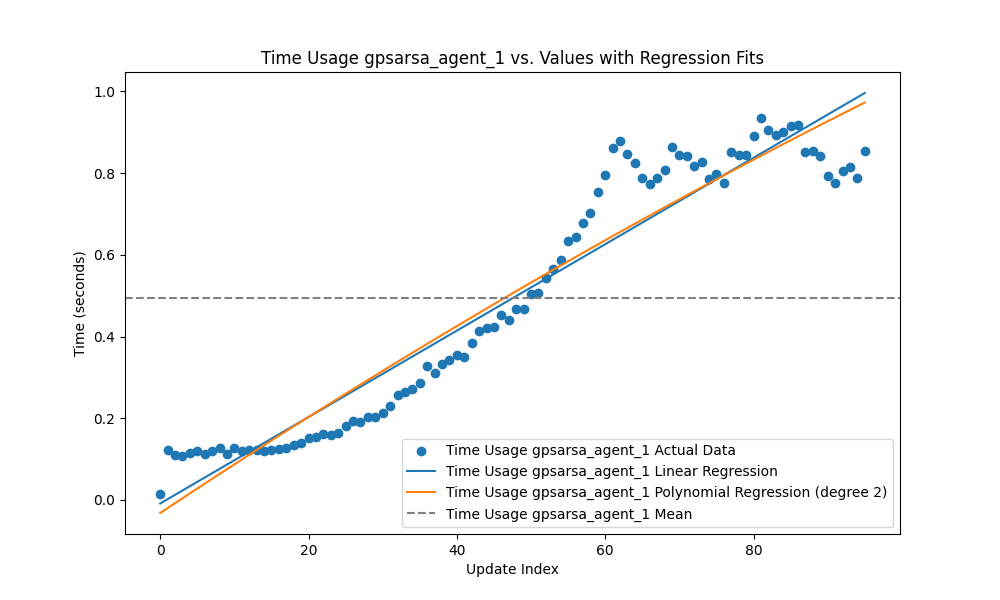 Time Usage gpsarsa_agent_1 vs. Values with Regression Fits
Time (seconds)
1.0
0.8
0.6
0.4
0.2
0.0
0
20
40
60
80
Update Index
Time Usage gpsarsa_agent_1 Actual Data
Time Usage gpsarsa_agent_1 Linear Regression
Time Usage gpsarsa_agent_1 Polynomial Regression (degree 2)
Time Usage gpsarsa_agent_1 Mean